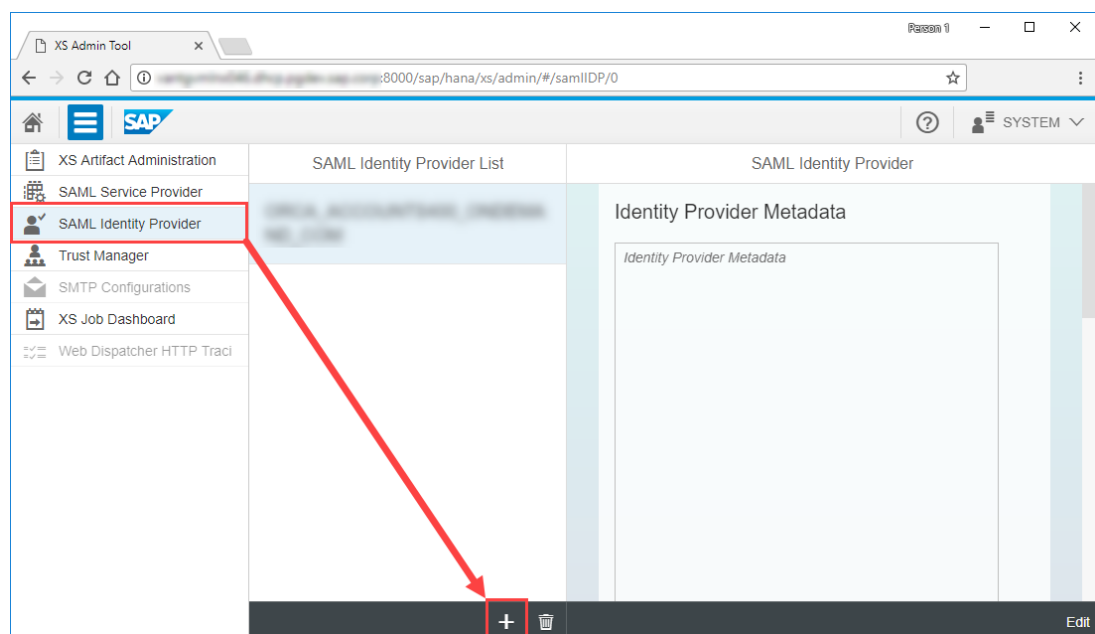 Person 1
XS Admin Tool
:8000/sap/hana/xs/admin/#/samlIDP/0
SAP
SYSTEM
XS Artifact Administration
SAML Identity Provider List
SAML Identity Provider
SAML Service Provider
SAML Identity Provider
Trust Manager
SMTP Configurations
XS Job Dashboard
Web Dispatcher HTTP Traci
Identity Provider Metadata
Identity Provider Metadata
Edit